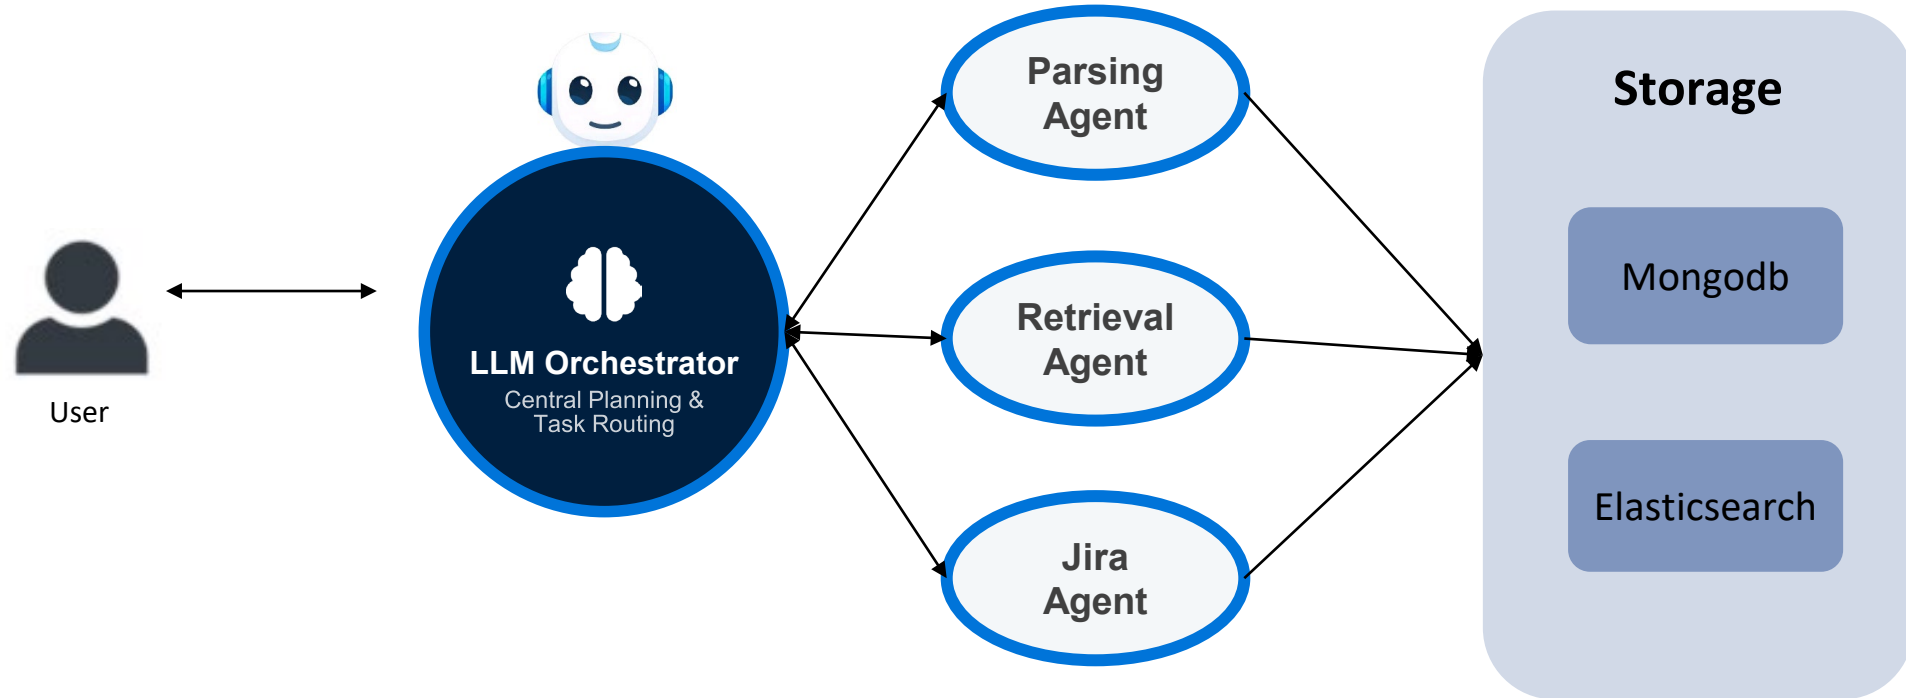 User
LLM Orchestrator
Central Planning &
Task Routing
Parsing
Agent
Retrieval
Agent
Jira
Agent
Storage
Mongodb
Elasticsearch